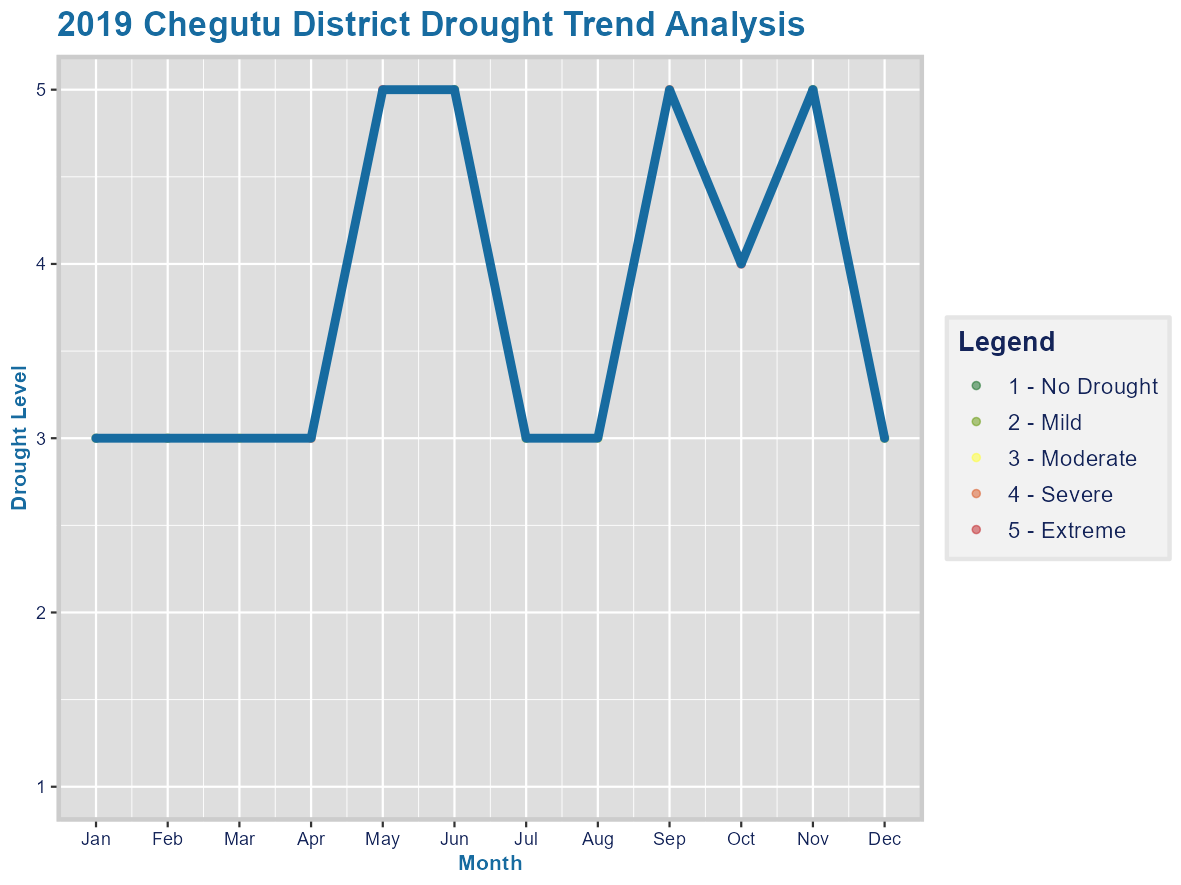 2019 Chegutu District Drought Trend Analysis
Drought Level
5
4
3
2
1
Jan Feb Mar Apr May Jun Jul Aug Sep Oct Nov Dec
Month
Legend
1 - No Drought
2 - Mild
3 - Moderate
4 - Severe
5 - Extreme